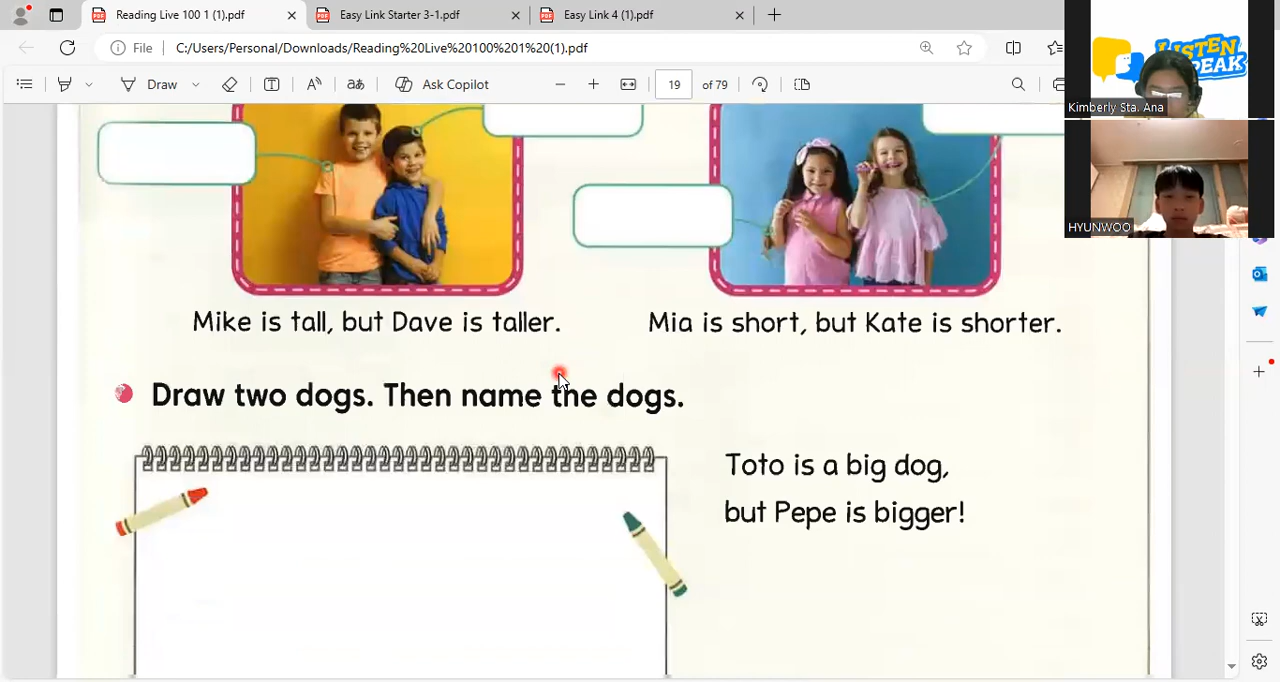 Reading Live 100 1 (1).pdf
Easy Link Starter 3-1.pdf
Easy Link 4 (1).pdf
File
C:/Users/Personal/Downloads/Reading%20Live%20100%201%20(1).pdf
Draw
aあ
Ask Copilot
19 of 79
LISTEN
SPEAK
Kimberly Sta. Ana
HYUNWOO
Mike is tall, but Dave is taller.
Mia is short, but Kate is shorter.
Draw two dogs. Then name the dogs.
Toto is a big dog,
but Pepe is bigger!